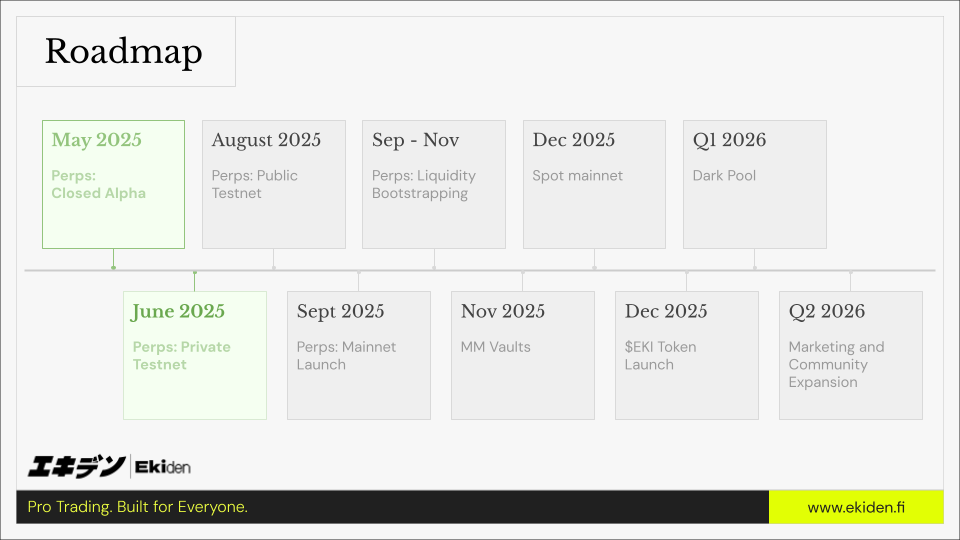 Roadmap
May 2025
Perps:
Closed Alpha
August 2025
Perps: Public
Testnet
Sep - Nov
Perps: Liquidity
Bootstrapping
Dec 2025
Spot mainnet
Q1 2026
Dark Pool
June 2025
Perps: Private
Testnet
Sept 2025
Perps: Mainnet
Launch
Nov 2025
MM Vaults
Dec 2025
$EKI Token
Launch
Q2 2026
Marketing and
Community
Expansion
エキデン | Ekiden
Pro Trading. Built for Everyone.
www.ekiden.fi